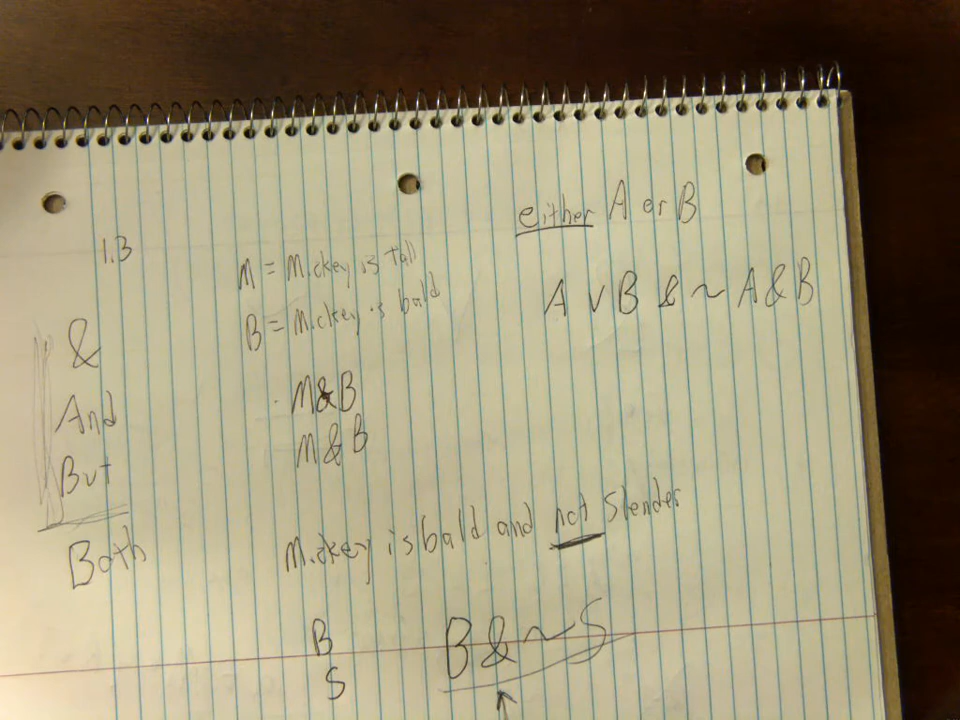 1.3
&
And
But
Both
M = Mickey is tall
B = Mickey is bald
M&B
M&B
either A or B
A v B & ~ A & B
Mickey is bald and not slender
B
S
B & ~ S